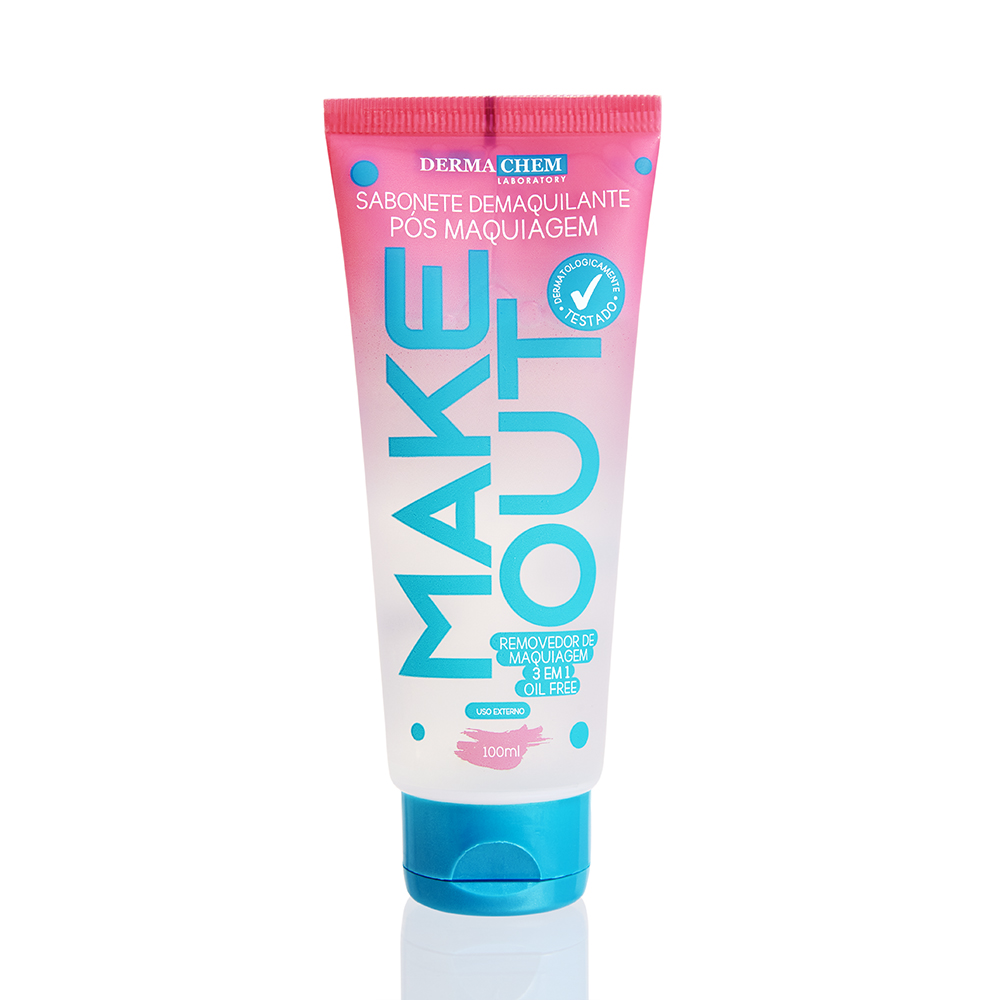 DERMA CHEM
LABORATORY
SABONETE DEMAQUILANTE
PÓS MAQUIAGEM
DERMATOLOGICAMENTE
TESTADO
MAKE
OUT
REMOVEDOR DE
MAQUIAGEM
3 EM 1
OIL FREE
USO EXTERNO
100ml